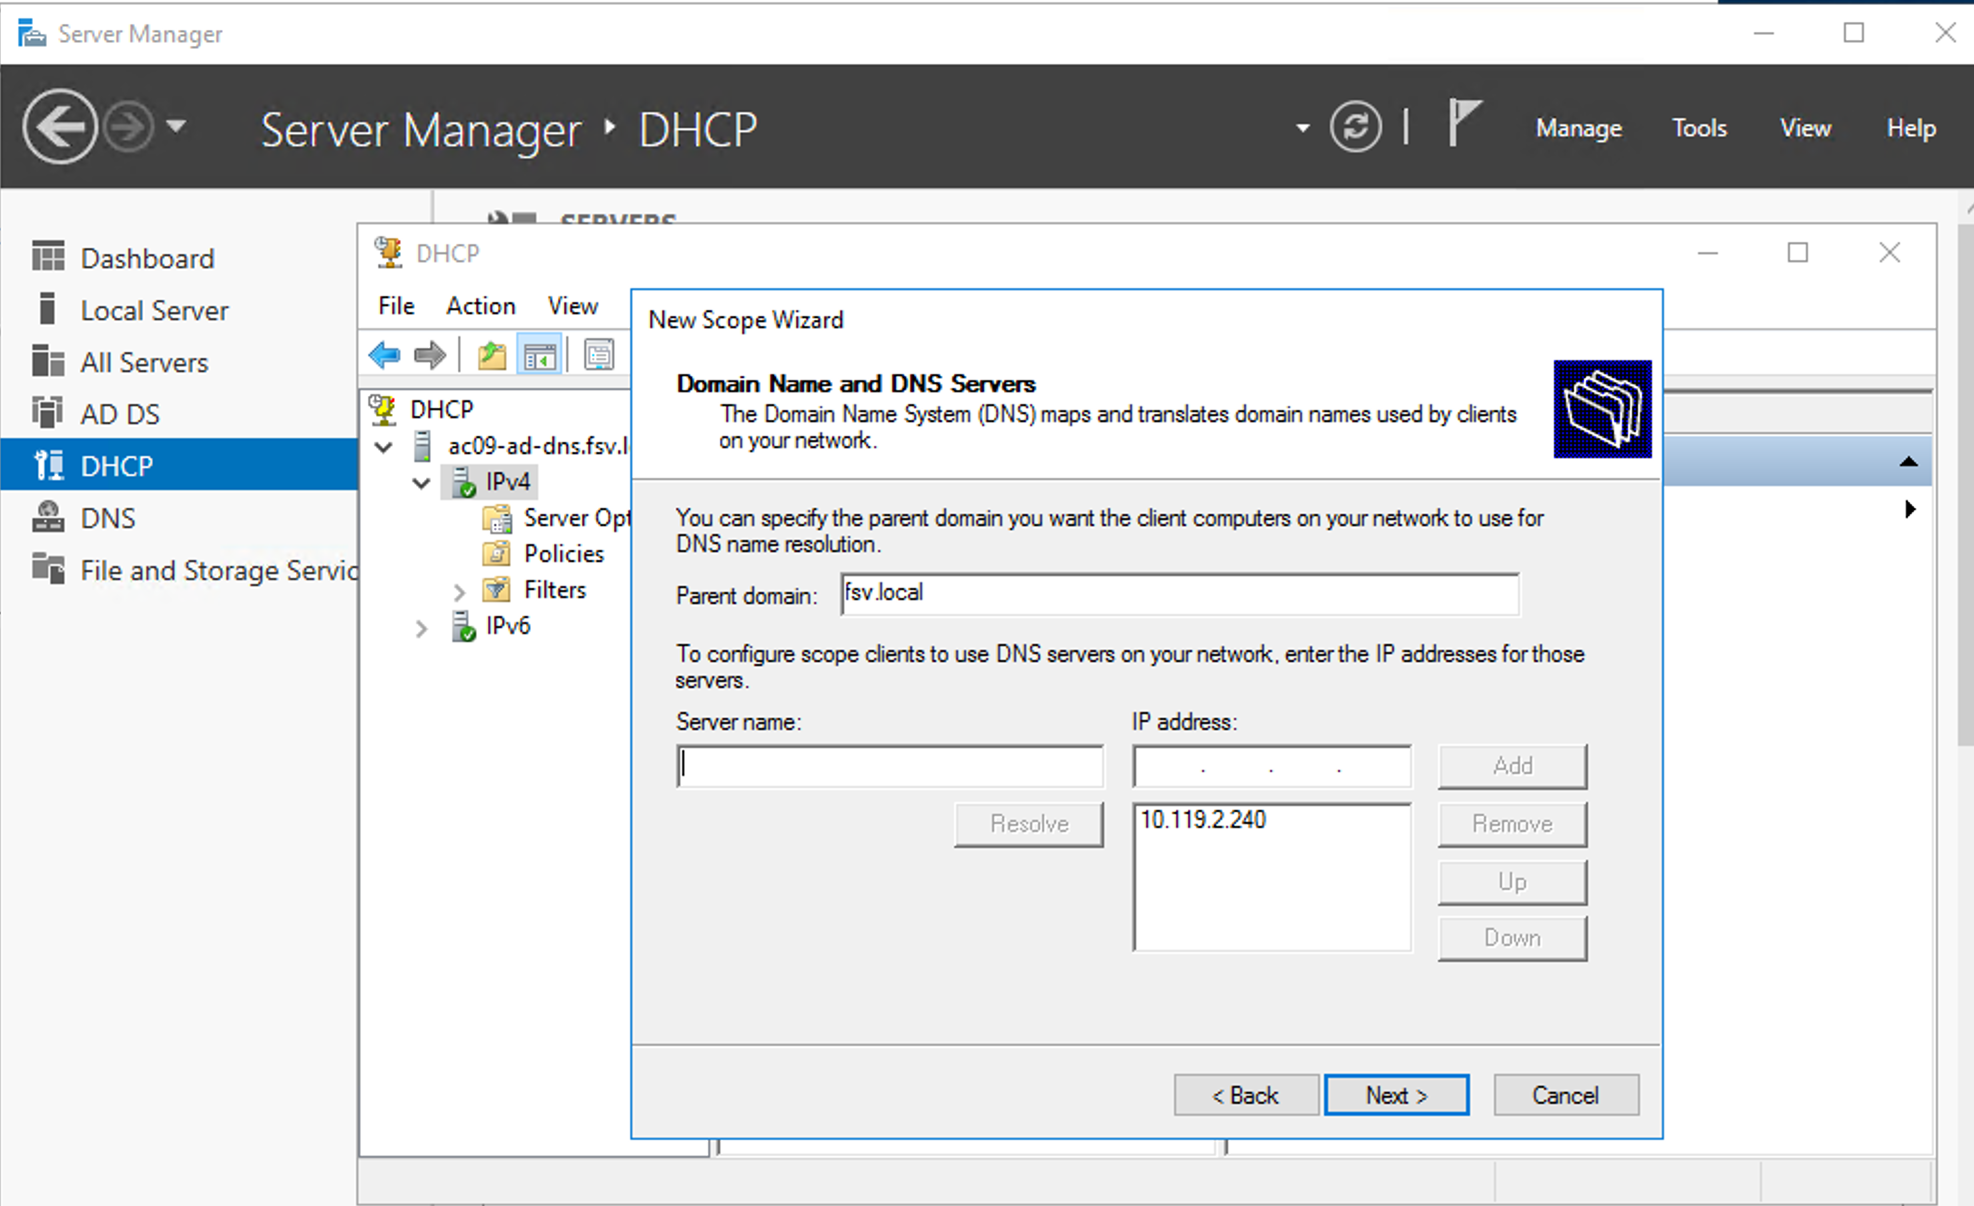 Server Manager
Server Manager ‣ DHCP
Manage
Tools
View
Help
Dashboard
Local Server
All Servers
AD DS
DHCP
DNS
File and Storage Servic
SERVERS
DHCP
File
Action
View
DHCP
ac09-ad-dns.fsv.l
IPv4
Server Opt
Policies
Filters
IPv6
New Scope Wizard
Domain Name and DNS Servers
The Domain Name System (DNS) maps and translates domain names used by clients
on your network.
You can specify the parent domain you want the client computers on your network to use for
DNS name resolution.
Parent domain: fsv.local
To configure scope clients to use DNS servers on your network, enter the IP addresses for those
servers.
Server name:
IP address:
. . .
Add
Resolve
10.119.2.240
Remove
Up
Down
< Back
Next >
Cancel